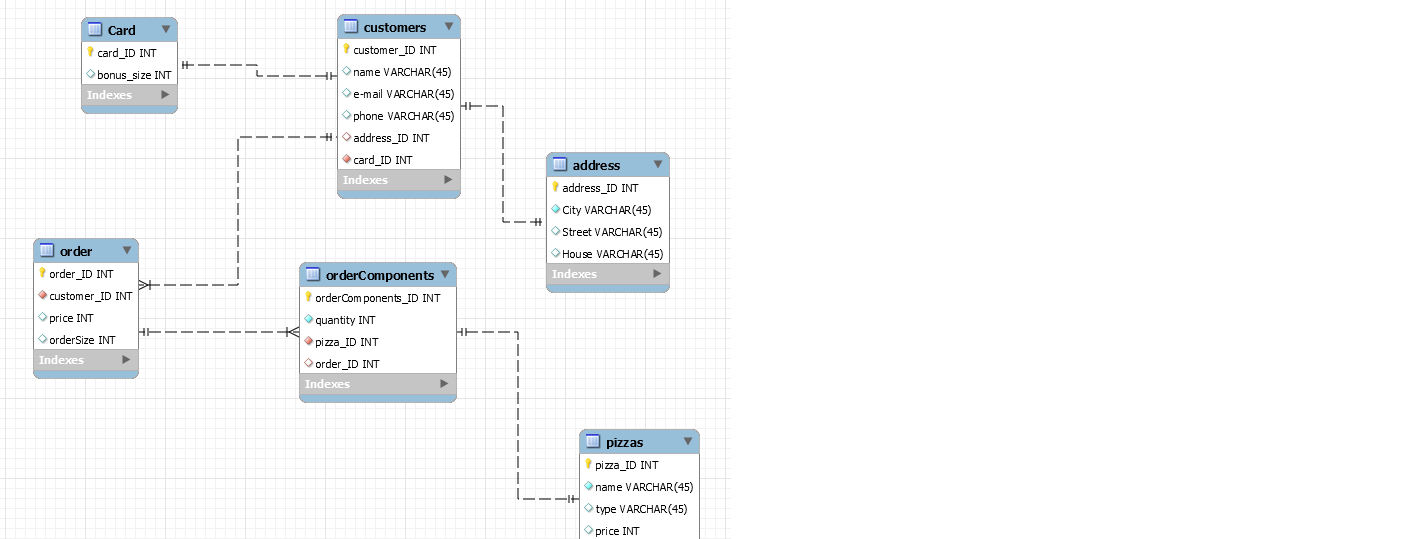 Card
card_ID INT
bonus_size INT
Indexes
customers
customer_ID INT
name VARCHAR(45)
e-mail VARCHAR(45)
phone VARCHAR(45)
address_ID INT
card_ID INT
Indexes
address
address_ID INT
City VARCHAR(45)
Street VARCHAR(45)
House VARCHAR(45)
Indexes
order
order_ID INT
customer_ID INT
price INT
orderSize INT
Indexes
orderComponents
orderComponents_ID INT
quantity INT
pizza_ID INT
order_ID INT
Indexes
pizzas
pizza_ID INT
name VARCHAR(45)
type VARCHAR(45)
price INT